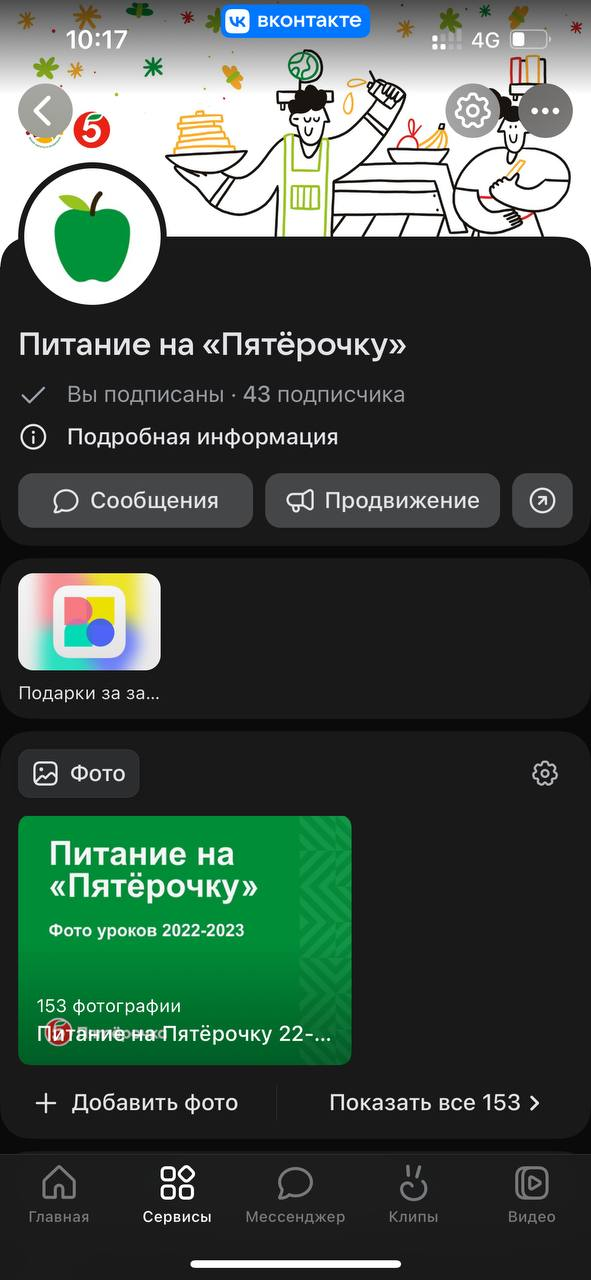 вконтакте
10:17
4G
5
Питание на «Пятёрочку»
Вы подписаны · 43 подписчика
Подробная информация
Сообщения
Продвижение
Подарки за за...
Фото
Питание на
«Пятёрочку»
Фото уроков 2022-2023
153 фотографии
Питание на Пятёрочку 22-...
Добавить фото
Показать все 153
Главная
Сервисы
Мессенджер
Клипы
Видео